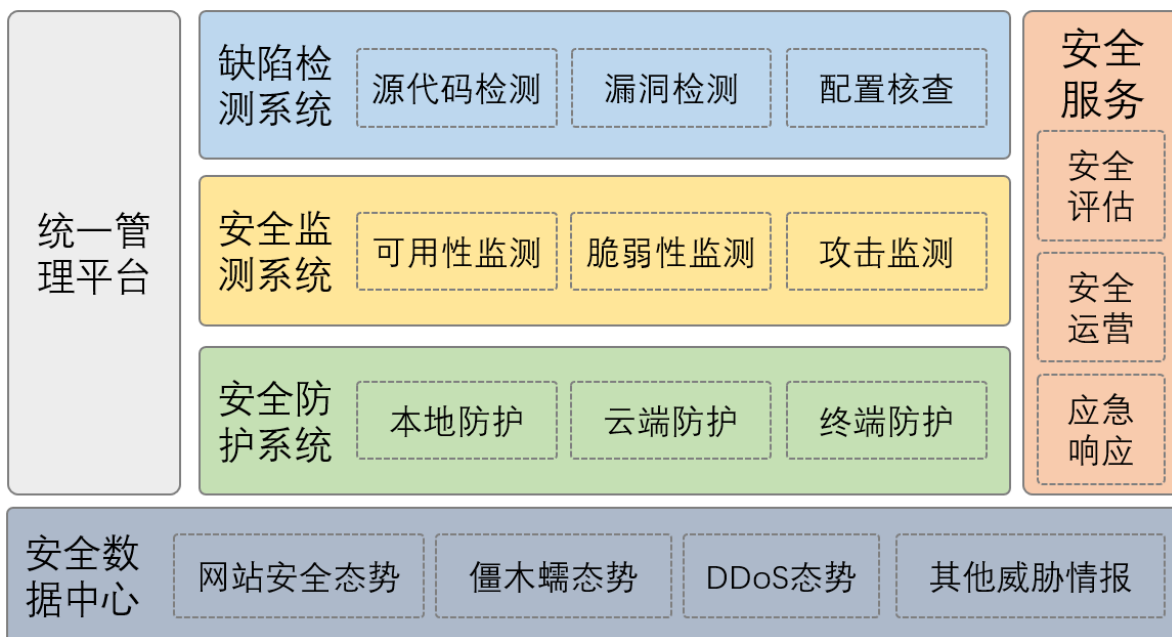 统一管
理平台
缺陷检
测系统
源代码检测
漏洞检测
配置核查
安全监
测系统
可用性监测
脆弱性监测
攻击监测
安全防
护系统
本地防护
云端防护
终端防护
安全
服务
安全
评估
安全
运营
应急
响应
安全数
据中心
网站安全态势
僵木蠕态势
DDoS态势
其他威胁情报